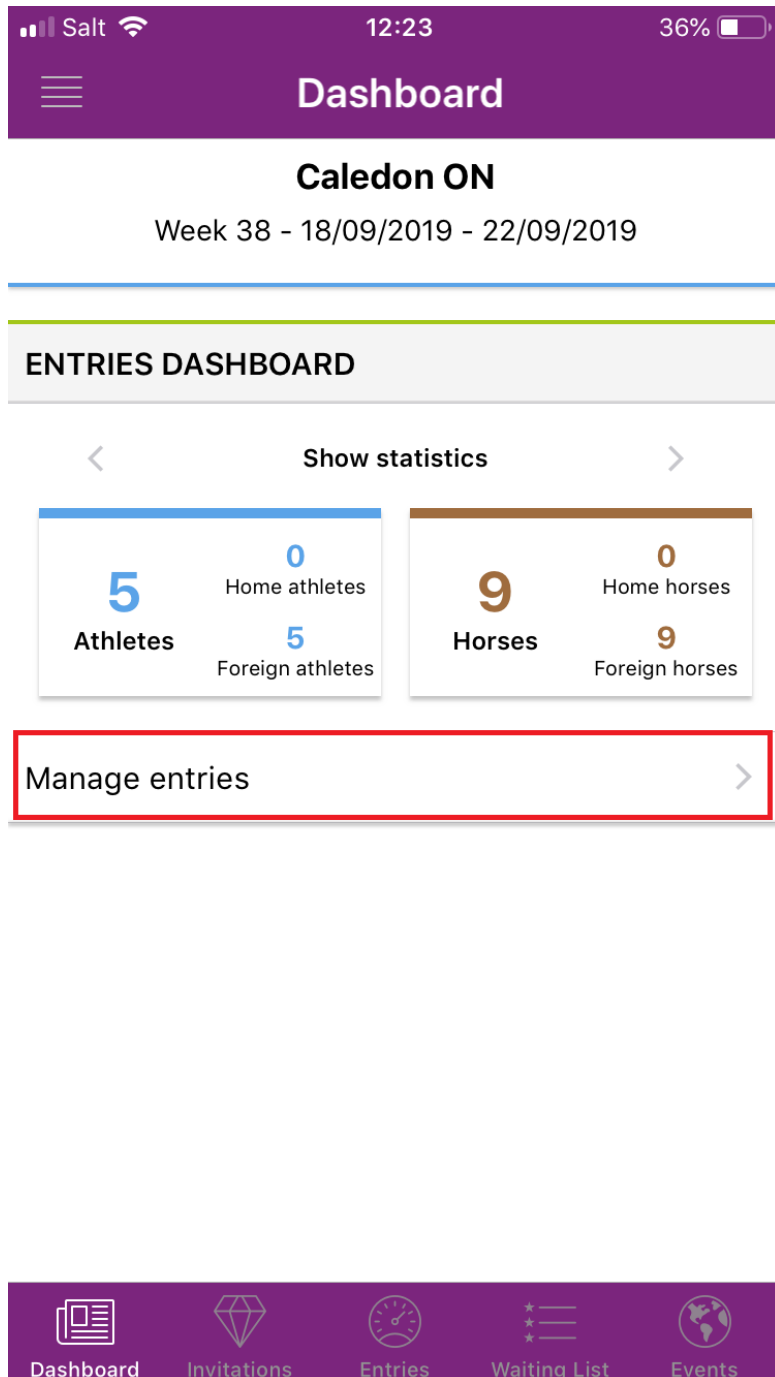 Salt 12:23 36%
Dashboard
Caledon ON
Week 38 - 18/09/2019 - 22/09/2019
ENTRIES DASHBOARD
Show statistics
5
Athletes
0
Home athletes
5
Foreign athletes
9
Horses
0
Home horses
9
Foreign horses
Manage entries
Dashboard Invitations Entries Waiting List Events